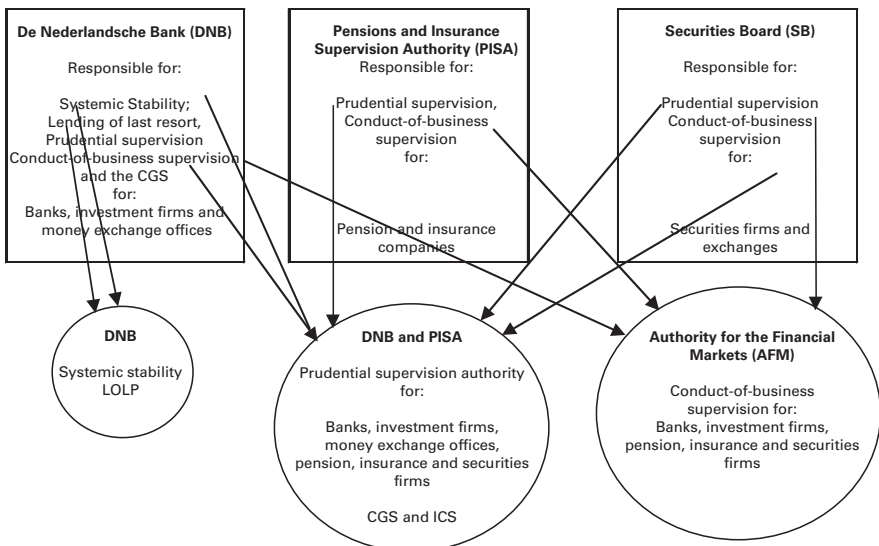 De Nederlandsche Bank (DNB)
Responsible for:
Systemic Stability;
Lending of last resort,
Prudential supervision
Conduct-of-business supervision
and the CGS
for:
Banks, investment firms and
money exchange offices
Pensions and Insurance
Supervision Authority (PISA)
Responsible for:
Prudential supervision,
Conduct-of-business
supervision
for:
Pension and insurance
companies
Securities Board (SB)
Responsible for:
Prudential supervision
Conduct-of-business
supervision
for:
Securities firms and
exchanges
DNB
Systemic stability
LOLP
DNB and PISA
Prudential supervision authority
for:
Banks, investment firms,
money exchange offices,
pension, insurance and securities
firms
CGS and ICS
Authority for the Financial
Markets (AFM)
Conduct-of-business
supervision for:
Banks, investment firms,
pension, insurance and securities
firms